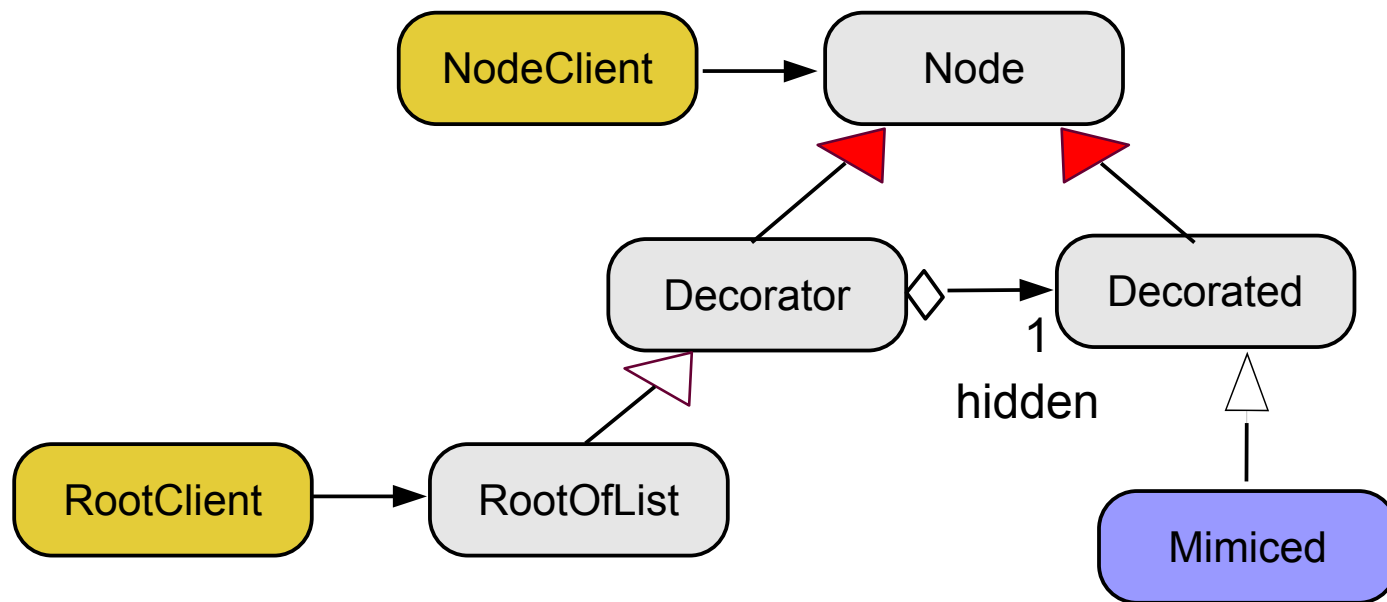 NodeClient
Node
Decorator
Decorated
1
hidden
RootClient
RootOfList
Mimiced